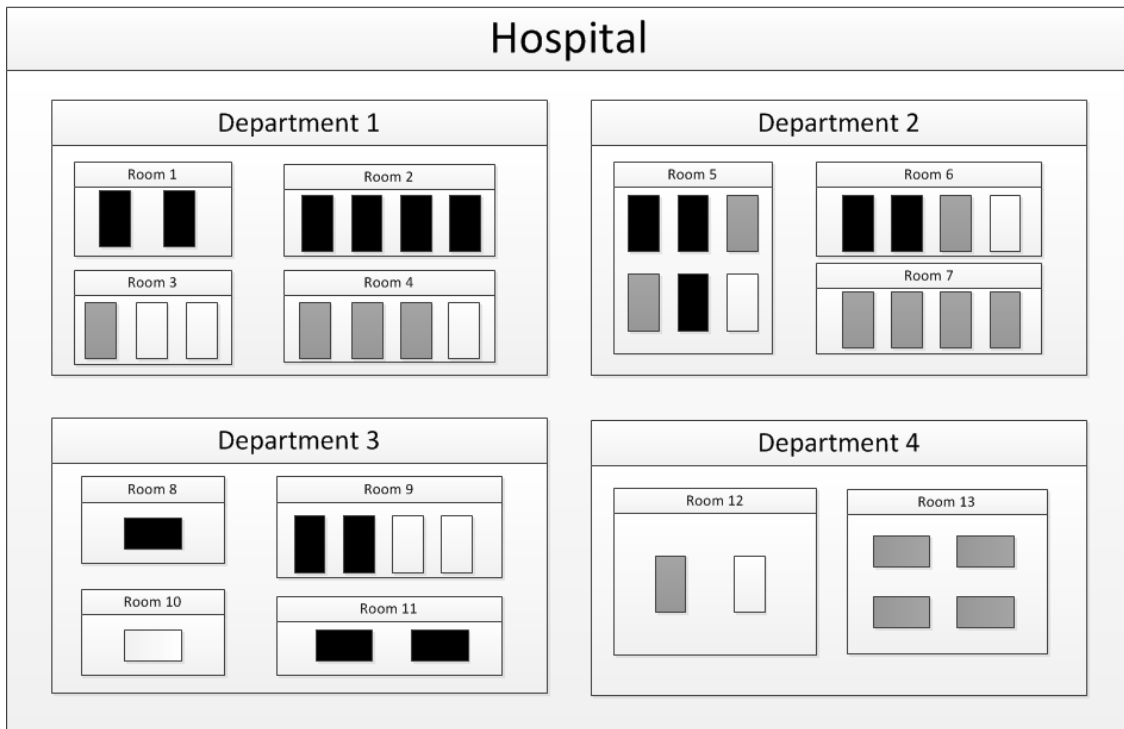 Hospital
Department 1
Room 1
Room 2
Room 3
Room 4
Department 2
Room 5
Room 6
Room 7
Department 3
Room 8
Room 9
Room 10
Room 11
Department 4
Room 12
Room 13